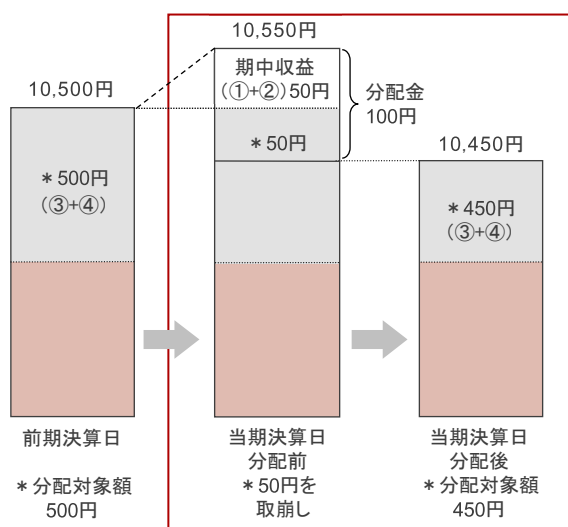 10,500円
＊500円
（③+④）
前期決算日
＊分配対象額
500円
10,550円
期中収益
（①+②）50円
＊50円
分配金
100円
当期決算日
分配前
＊50円を
取崩し
10,450円
＊450円
（③+④）
当期決算日
分配後
＊分配対象額
450円